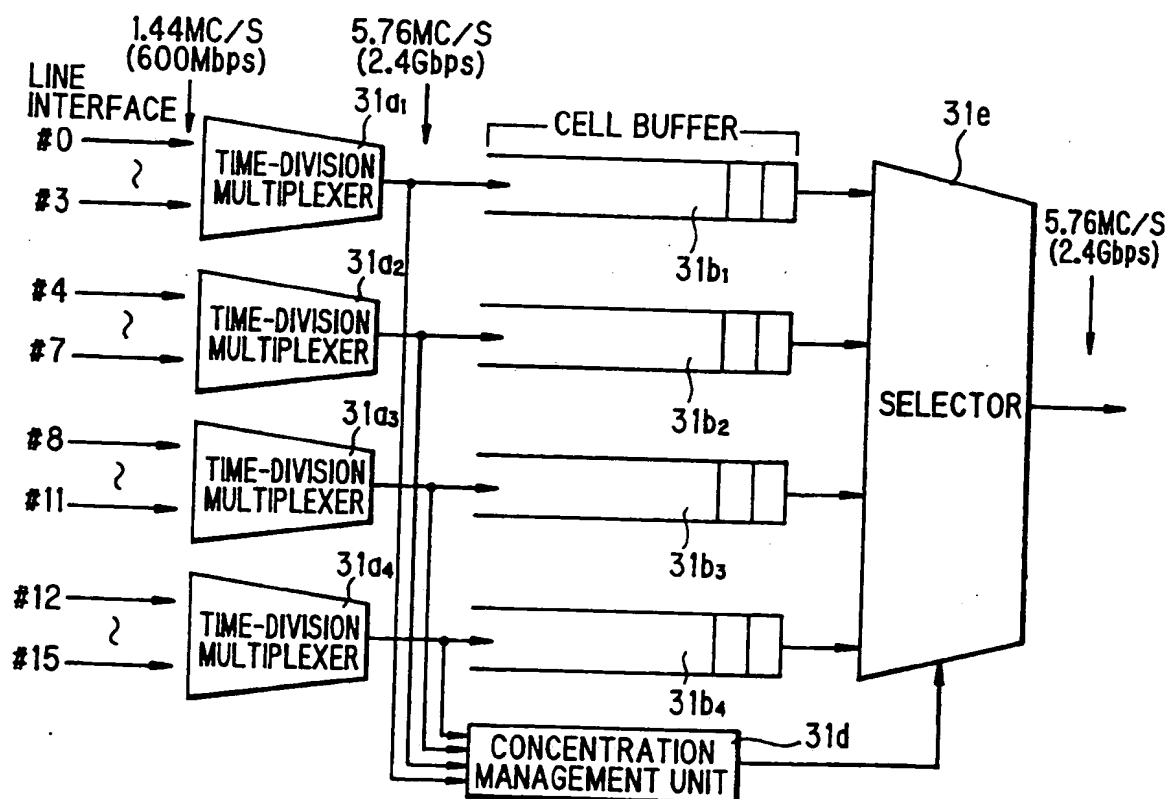 1.44MC/S
(600Mbps)
5.76MC/S
(2.4Gbps)
LINE
INTERFACE
31a1
CELL BUFFER
31e
#0
#3
TIME-DIVISION
MULTIPLEXER
31b1
5.76MC/S
(2.4Gbps)
31a2
#4
#7
TIME-DIVISION
MULTIPLEXER
31b2
SELECTOR
31a3
#8
#11
TIME-DIVISION
MULTIPLEXER
31b3
31a4
#12
#15
TIME-DIVISION
MULTIPLEXER
31b4
31d
CONCENTRATION
MANAGEMENT UNIT